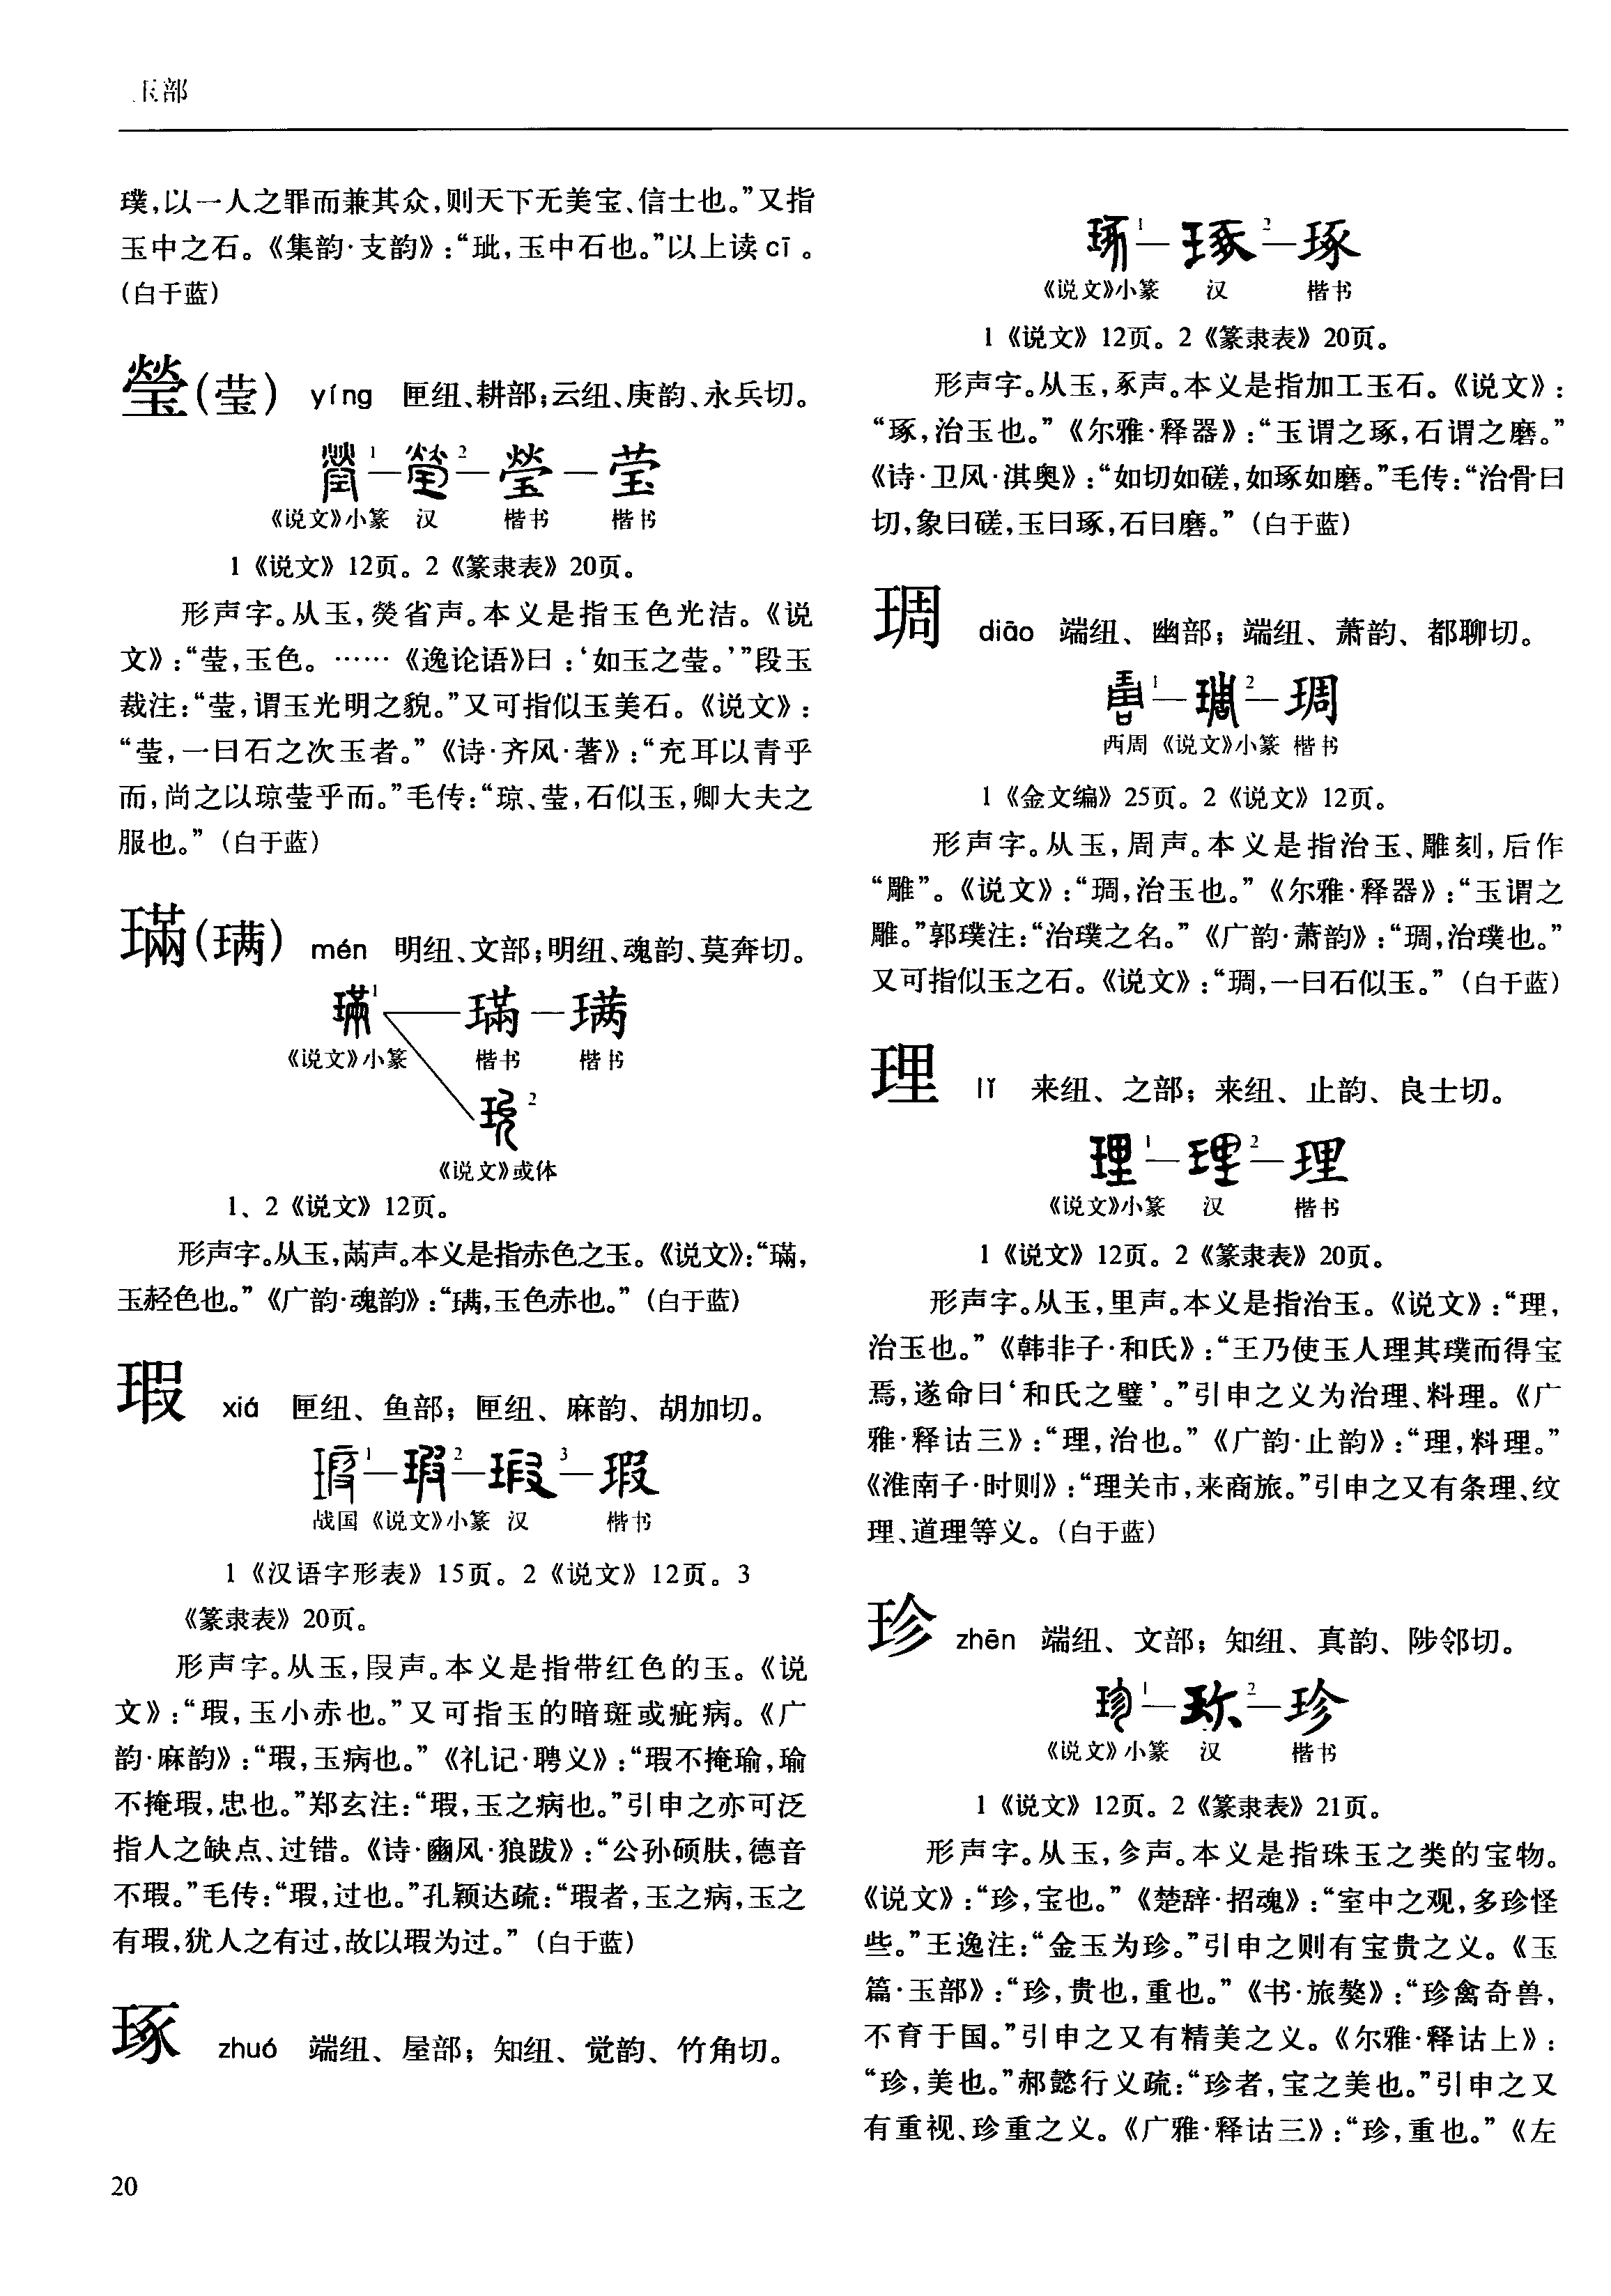 玉部
璞,以一人之罪而兼其众,则天下无美宝、信士也。”又指
玉中之石。《集韵·支韵》:“玼,玉中石也。”以上读 cī 。
(白于蓝)
瑩(莹) yíng 匣纽、耕部;云纽、庚韵、永兵切。
1 — 2 — 瑩 — 莹
《说文》小篆 汉 楷书 楷书
1《说文》12页。2《篆隶表》20页。
形声字。从玉,熒省声。本义是指玉色光洁。《说
文》:“莹,玉色。……《逸论语》曰:‘如玉之莹。’”段玉
裁注:“莹,谓玉光明之貌。”又可指似玉美石。《说文》:
“莹,一曰石之次玉者。”《诗·齐风·著》:“充耳以青乎
而,尚之以琼莹乎而。”毛传:“琼、莹,石似玉,卿大夫之
服也。”(白于蓝)
璊(㻴) mén 明纽、文部;明纽、魂韵、莫奔切。
1 — 璊 — 㻴
《说文》小篆 楷书 楷书
2
《说文》或体
1、2《说文》12页。
形声字。从玉,㒼声。本义是指赤色之玉。《说文》:“璊,
玉䞓色也。”《广韵·魂韵》:“㻴,玉色赤也。”(白于蓝)
瑕 xiá 匣纽、鱼部;匣纽、麻韵、胡加切。
1 — 2 — 3 — 瑕
战国 《说文》小篆 汉 楷书
1《汉语字形表》15页。2《说文》12页。3
《篆隶表》20页。
形声字。从玉,叚声。本义是指带红色的玉。《说
文》:“瑕,玉小赤也。”又可指玉的暗斑或疵病。《广
韵·麻韵》:“瑕,玉病也。”《礼记·聘义》:“瑕不掩瑜,瑜
不掩瑕,忠也。”郑玄注:“瑕,玉之病也。”引申之亦可泛
指人之缺点、过错。《诗·豳风·狼跋》:“公孙硕肤,德音
不瑕。”毛传:“瑕,过也。”孔颖达疏:“瑕者,玉之病,玉之
有瑕,犹人之有过,故以瑕为过。”(白于蓝)
琢 zhuó 端纽、屋部;知纽、觉韵、竹角切。
20
1 — 2 — 琢
《说文》小篆 汉 楷书
1《说文》12页。2《篆隶表》20页。
形声字。从玉,豖声。本义是指加工玉石。《说文》:
“琢,治玉也。”《尔雅·释器》:“玉谓之琢,石谓之磨。”
《诗·卫风·淇奥》:“如切如磋,如琢如磨。”毛传:“治骨曰
切,象曰磋,玉曰琢,石曰磨。”(白于蓝)
琱 diāo 端纽、幽部;端纽、萧韵、都聊切。
1 — 2 — 琱
西周 《说文》小篆 楷书
1《金文编》25页。2《说文》12页。
形声字。从玉,周声。本义是指治玉、雕刻,后作
“雕”。《说文》:“琱,治玉也。”《尔雅·释器》:“玉谓之
雕。”郭璞注:“治璞之名。”《广韵·萧韵》:“琱,治璞也。”
又可指似玉之石。《说文》:“琱,一曰石似玉。”(白于蓝)
理 lǐ 来纽、之部;来纽、止韵、良士切。
1 — 2 — 理
《说文》小篆 汉 楷书
1《说文》12页。2《篆隶表》20页。
形声字。从玉,里声。本义是指治玉。《说文》:“理,
治玉也。”《韩非子·和氏》:“王乃使玉人理其璞而得宝
焉,遂命曰‘和氏之璧’。”引申之义为治理、料理。《广
雅·释诂三》:“理,治也。”《广韵·止韵》:“理,料理。”
《淮南子·时则》:“理关市,来商旅。”引申之又有条理、纹
理、道理等义。(白于蓝)
珍 zhēn 端纽、文部;知纽、真韵、陟邻切。
1 — 2 — 珍
《说文》小篆 汉 楷书
1《说文》12页。2《篆隶表》21页。
形声字。从玉,㐱声。本义是指珠玉之类的宝物。
《说文》:“珍,宝也。”《楚辞·招魂》:“室中之观,多珍怪
些。”王逸注:“金玉为珍。”引申之则有宝贵之义。《玉
篇·玉部》:“珍,贵也,重也。”《书·旅獒》:“珍禽奇兽,
不育于国。”引申之又有精美之义。《尔雅·释诂上》:
“珍,美也。”郝懿行义疏:“珍者,宝之美也。”引申之又
有重视、珍重之义。《广雅·释诂三》:“珍,重也。”《左